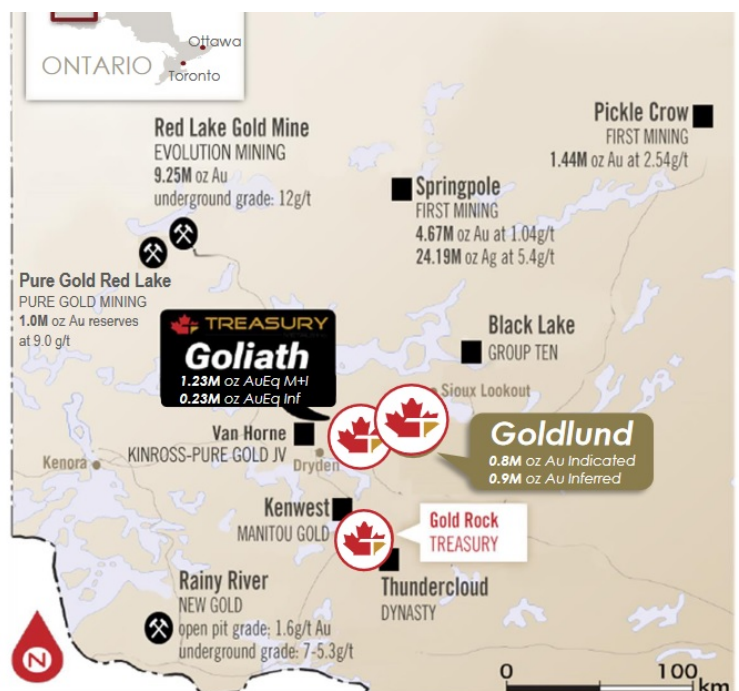 Ottawa
ONTARIO
Toronto
Pickle Crow
FIRST MINING
1.44M oz Au at 2.54g/t
Red Lake Gold Mine
EVOLUTION MINING
9.25M oz Au
underground grade: 12g/t
Springpole
FIRST MINING
4.67M oz Au at 1.04g/t
24.19M oz Ag at 5.4g/t
Pure Gold Red Lake
PURE GOLD MINING
1.0M oz Au reserves
at 9.0 g/t
TREASURY
Goliath
1.23M oz AuEq M+I
0.23M oz AuEq Inf
Black Lake
GROUP TEN
Sioux Lookout
Van Horne
KINROSS-PURE GOLD JV
Goldlund
0.8M oz Au Indicated
0.9M oz Au Inferred
Kenora
Dryden
Kenwest
MANITOU GOLD
Gold Rock
TREASURY
Thundercloud
DYNASTY
Rainy River
NEW GOLD
open pit grade; 1.6g/t Au
underground grade: 7-5.3g/t
N
0 100
km